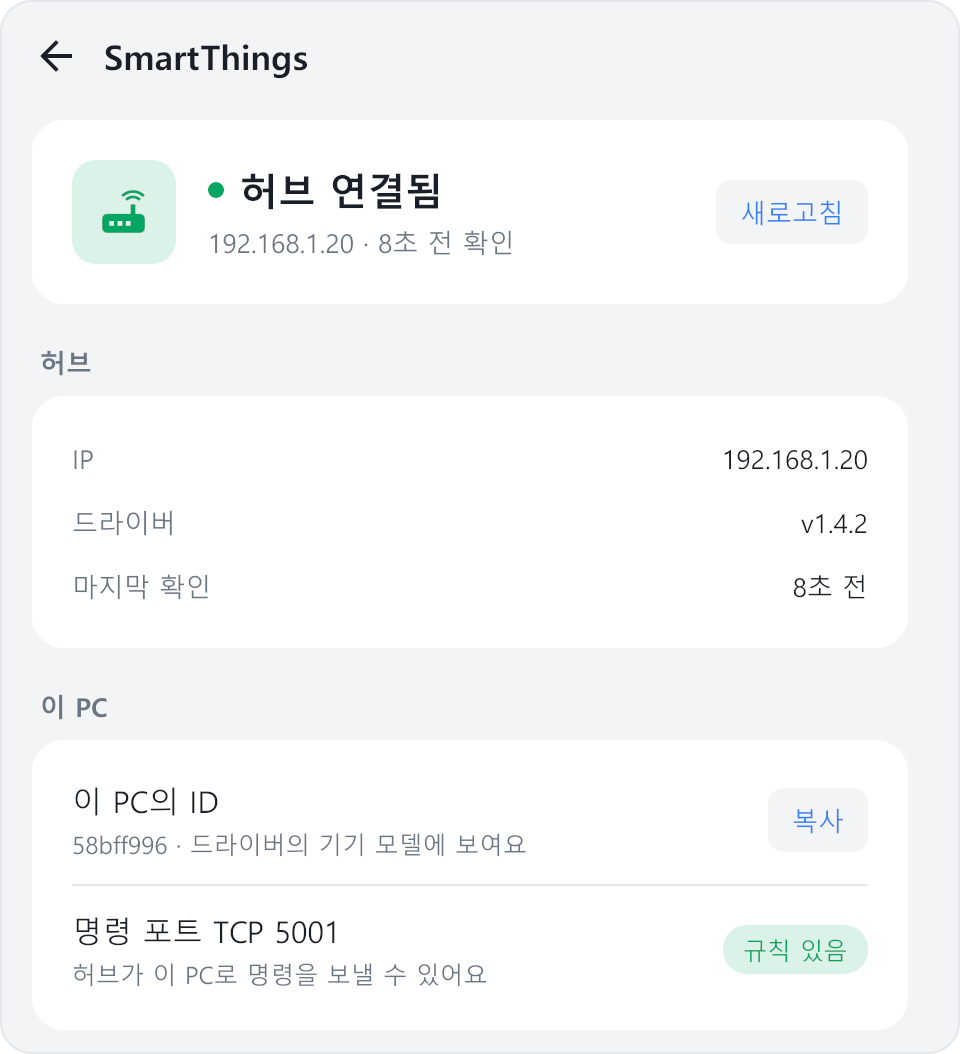 SmartThings
허브 연결됨
192.168.1.20 · 8초 전 확인
새로고침
허브
IP
192.168.1.20
드라이버
v1.4.2
마지막 확인
8초 전
이 PC
이 PC의 ID
58bff996 · 드라이버의 기기 모델에 보여요
복사
명령 포트 TCP 5001
허브가 이 PC로 명령을 보낼 수 있어요
규칙 있음